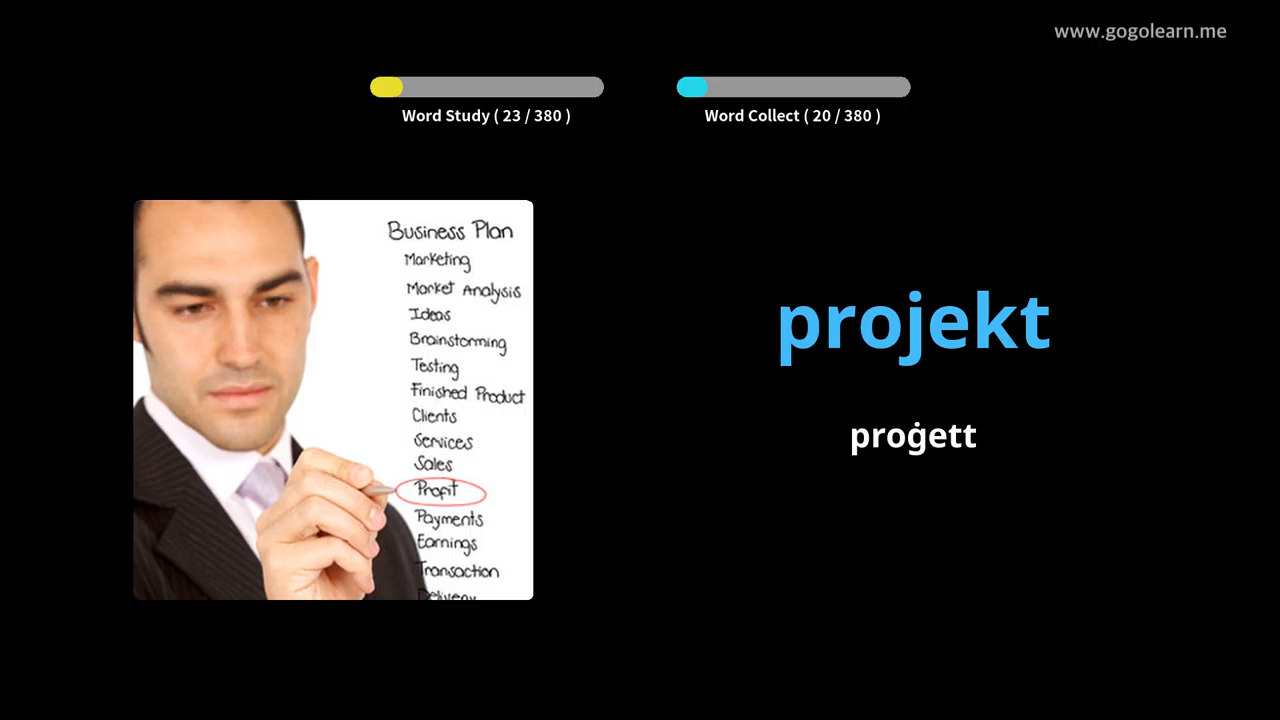 www.gogolearn.me
Word Study ( 23 / 380 )
Word Collect ( 20 / 380 )
Business Plan
Marketing
Market Analysis
Ideas
Brainstorming
Testing
Finished Product
Clients
Services
Sales
Profit
Payments
Earnings
Transaction
Delivery
projekt
proġett